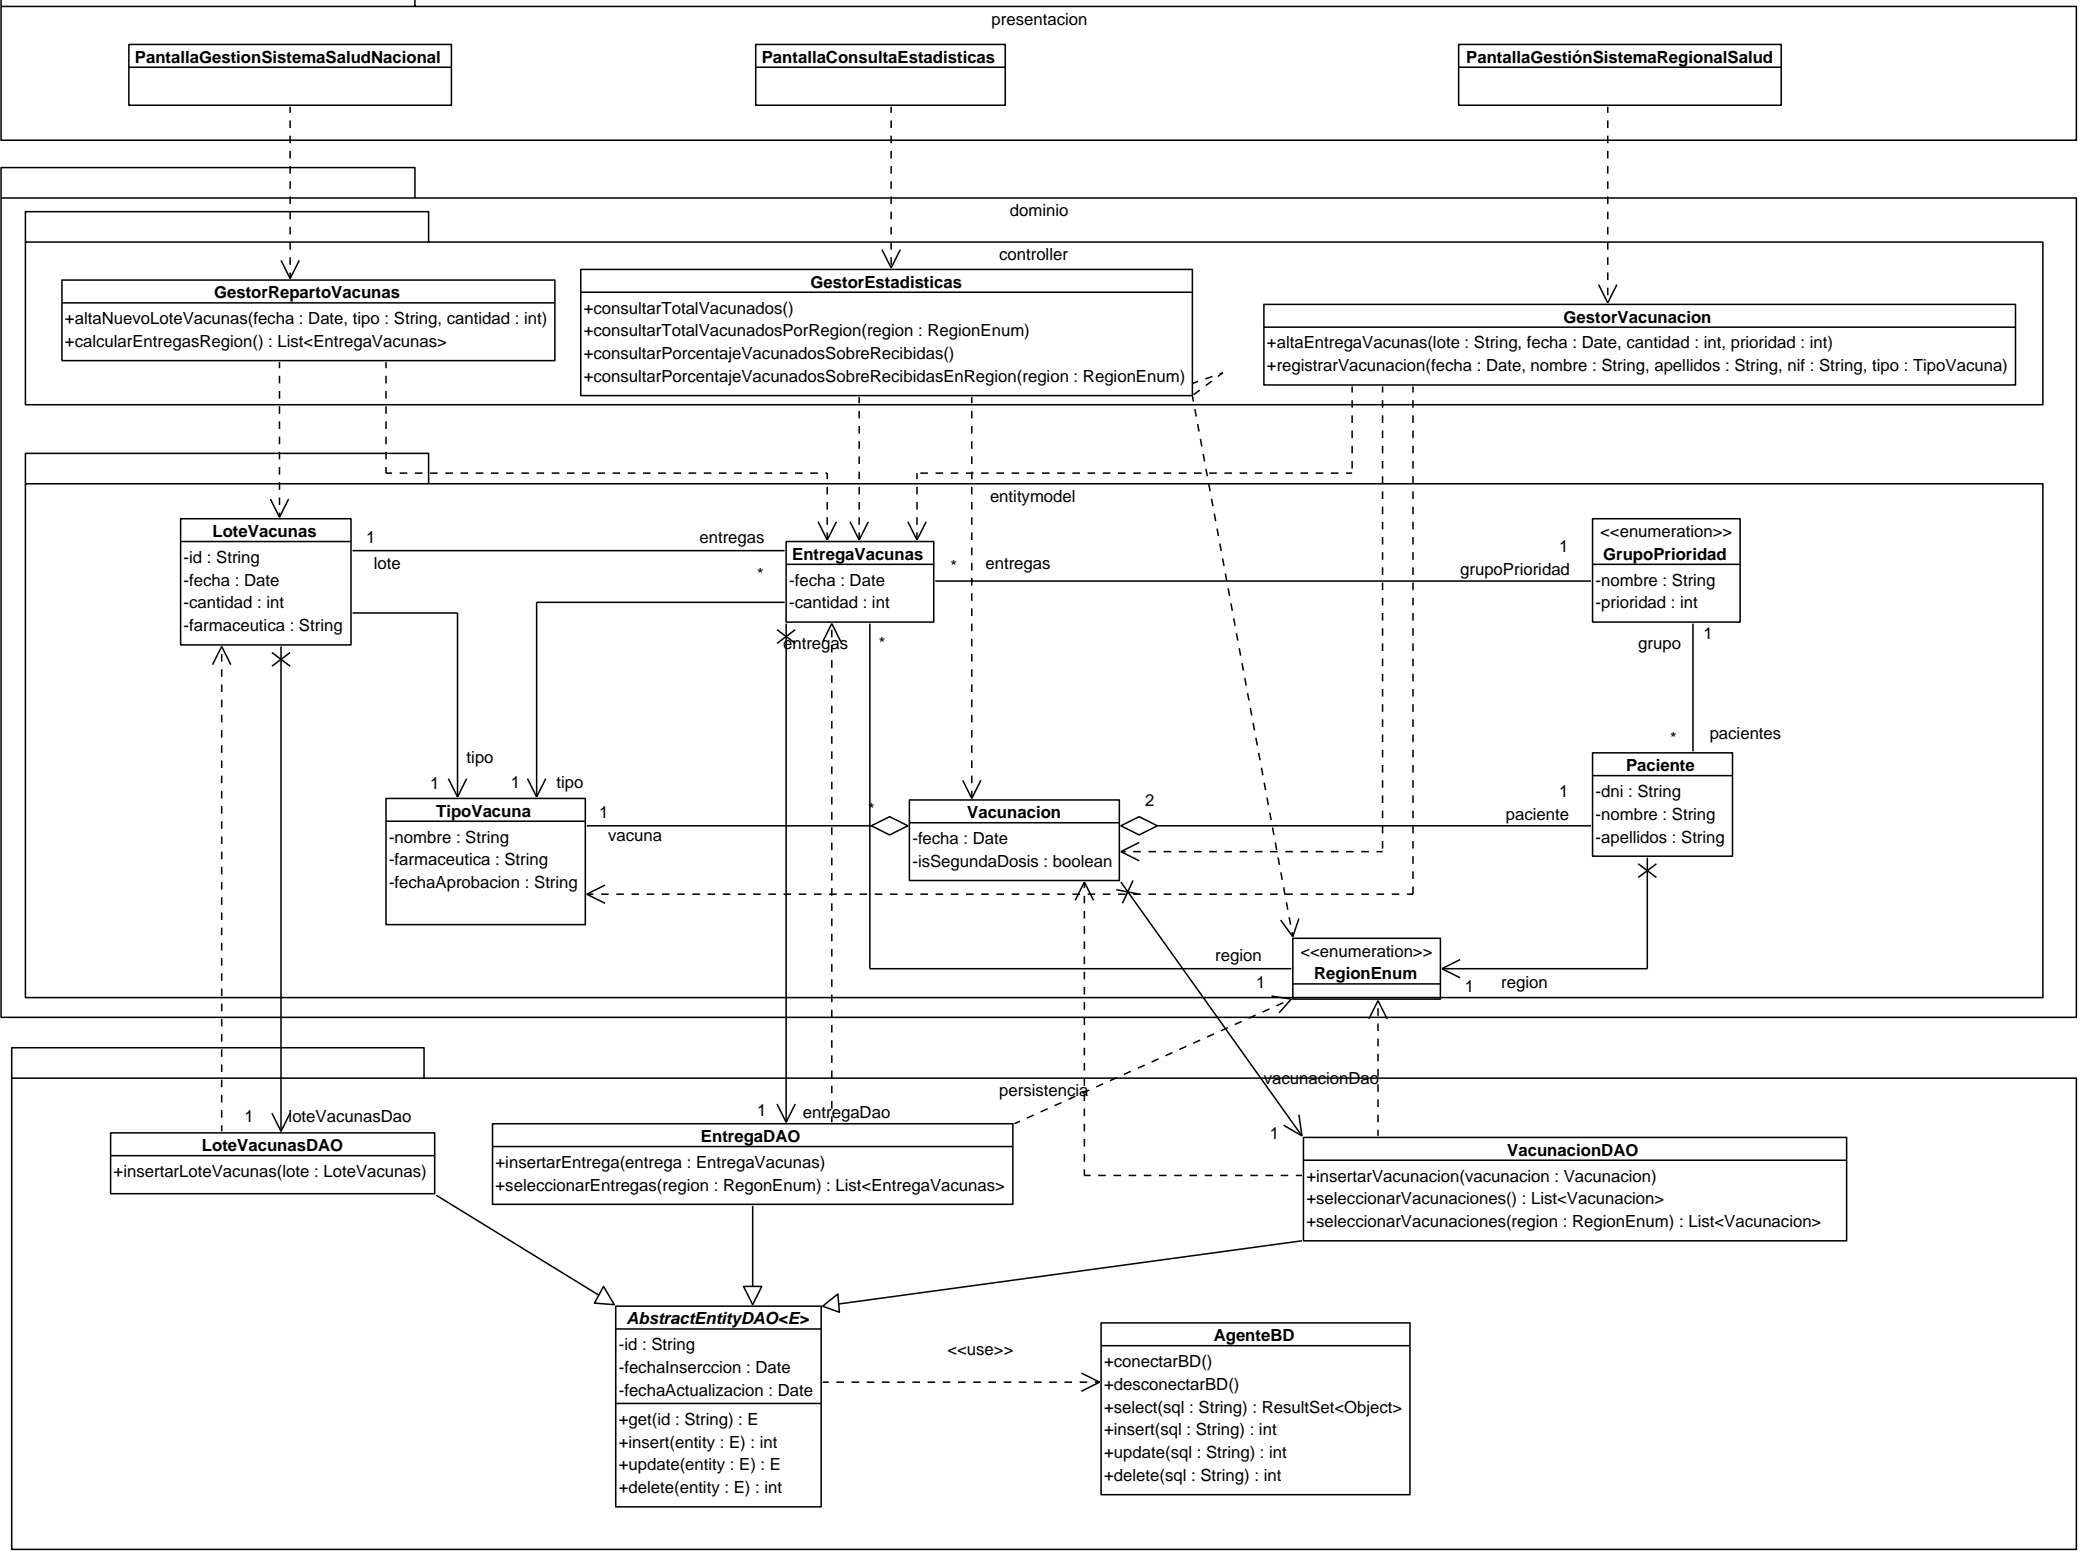 presentacion
PantallaGestionSistemaSaludNacional
PantallaConsultaEstadisticas
PantallaGestiónSistemaRegionalSalud
dominio
controller
GestorRepartoVacunas
+altaNuevoLoteVacunas(fecha : Date, tipo : String, cantidad : int)
+calcularEntregasRegion() : List<EntregaVacunas>
GestorEstadisticas
+consultarTotalVacunados()
+consultarTotalVacunadosPorRegion(region : RegionEnum)
+consultarPorcentajeVacunadosSobreRecibidas()
+consultarPorcentajeVacunadosSobreRecibidasEnRegion(region : RegionEnum)
GestorVacunacion
+altaEntregaVacunas(lote : String, fecha : Date, cantidad : int, prioridad : int)
+registrarVacunacion(fecha : Date, nombre : String, apellidos : String, nif : String, tipo : TipoVacuna)
entitymodel
LoteVacunas
-id : String
-fecha : Date
-cantidad : int
-farmaceutica : String
1
lote
entregas
*
EntregaVacunas
-fecha : Date
-cantidad : int
*
entregas
1
grupoPrioridad
<<enumeration>>
GrupoPrioridad
-nombre : String
-prioridad : int
entregas
*
1
grupo
*
pacientes
tipo
1
1
tipo
TipoVacuna
-nombre : String
-farmaceutica : String
-fechaAprobacion : String
1
vacuna
*
Vacunacion
-fecha : Date
-isSegundaDosis : boolean
2
1
paciente
Paciente
-dni : String
-nombre : String
-apellidos : String
region
1
<<enumeration>>
RegionEnum
1
region
persistencia
1
loteVacunasDao
LoteVacunasDAO
+insertarLoteVacunas(lote : LoteVacunas)
1
entregaDao
EntregaDAO
+insertarEntrega(entrega : EntregaVacunas)
+seleccionarEntregas(region : RegonEnum) : List<EntregaVacunas>
vacunacionDao
1
VacunacionDAO
+insertarVacunacion(vacunacion : Vacunacion)
+seleccionarVacunaciones() : List<Vacunacion>
+seleccionarVacunaciones(region : RegionEnum) : List<Vacunacion>
AbstractEntityDAO<E>
-id : String
-fechaInserccion : Date
-fechaActualizacion : Date
+get(id : String) : E
+insert(entity : E) : int
+update(entity : E) : E
+delete(entity : E) : int
<<use>>
AgenteBD
+conectarBD()
+desconectarBD()
+select(sql : String) : ResultSet<Object>
+insert(sql : String) : int
+update(sql : String) : int
+delete(sql : String) : int